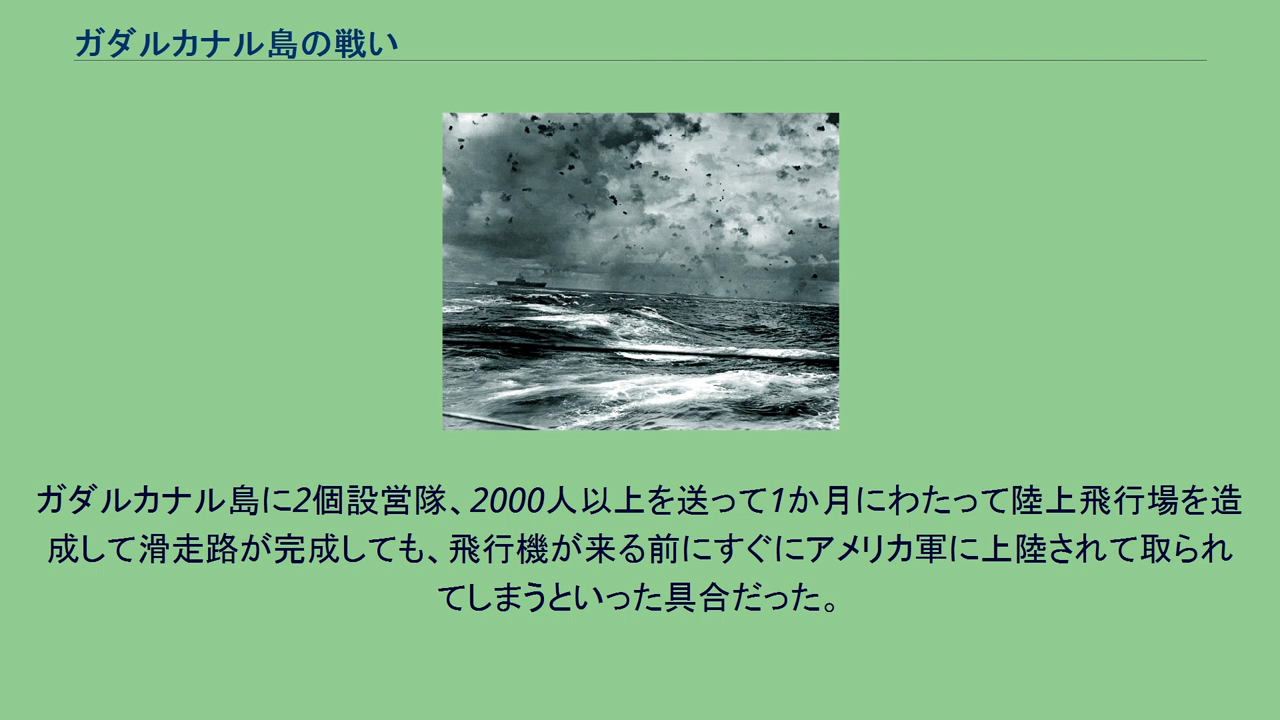 ガダルカナル島の戦い
ガダルカナル島に2個設営隊、2000人以上を送って1か月にわたって陸上飛行場を造
成して滑走路が完成しても、飛行機が来る前にすぐにアメリカ軍に上陸されて取られ
てしまうといった具合だった。